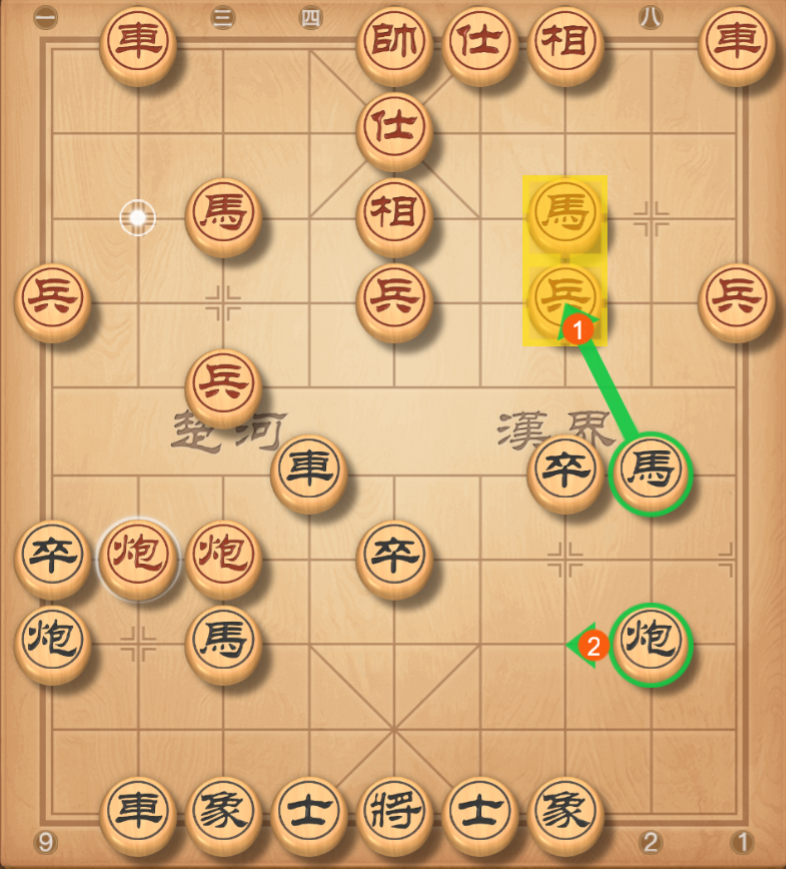 一 三 四 八
車 帥 仕 相 車
仕
馬 相 馬
兵 兵 兵 兵
1
兵
楚河 漢界
車 卒 馬
卒 炮 炮 卒
炮 馬 2 炮
車 象 士 將 士 象
9 2 1